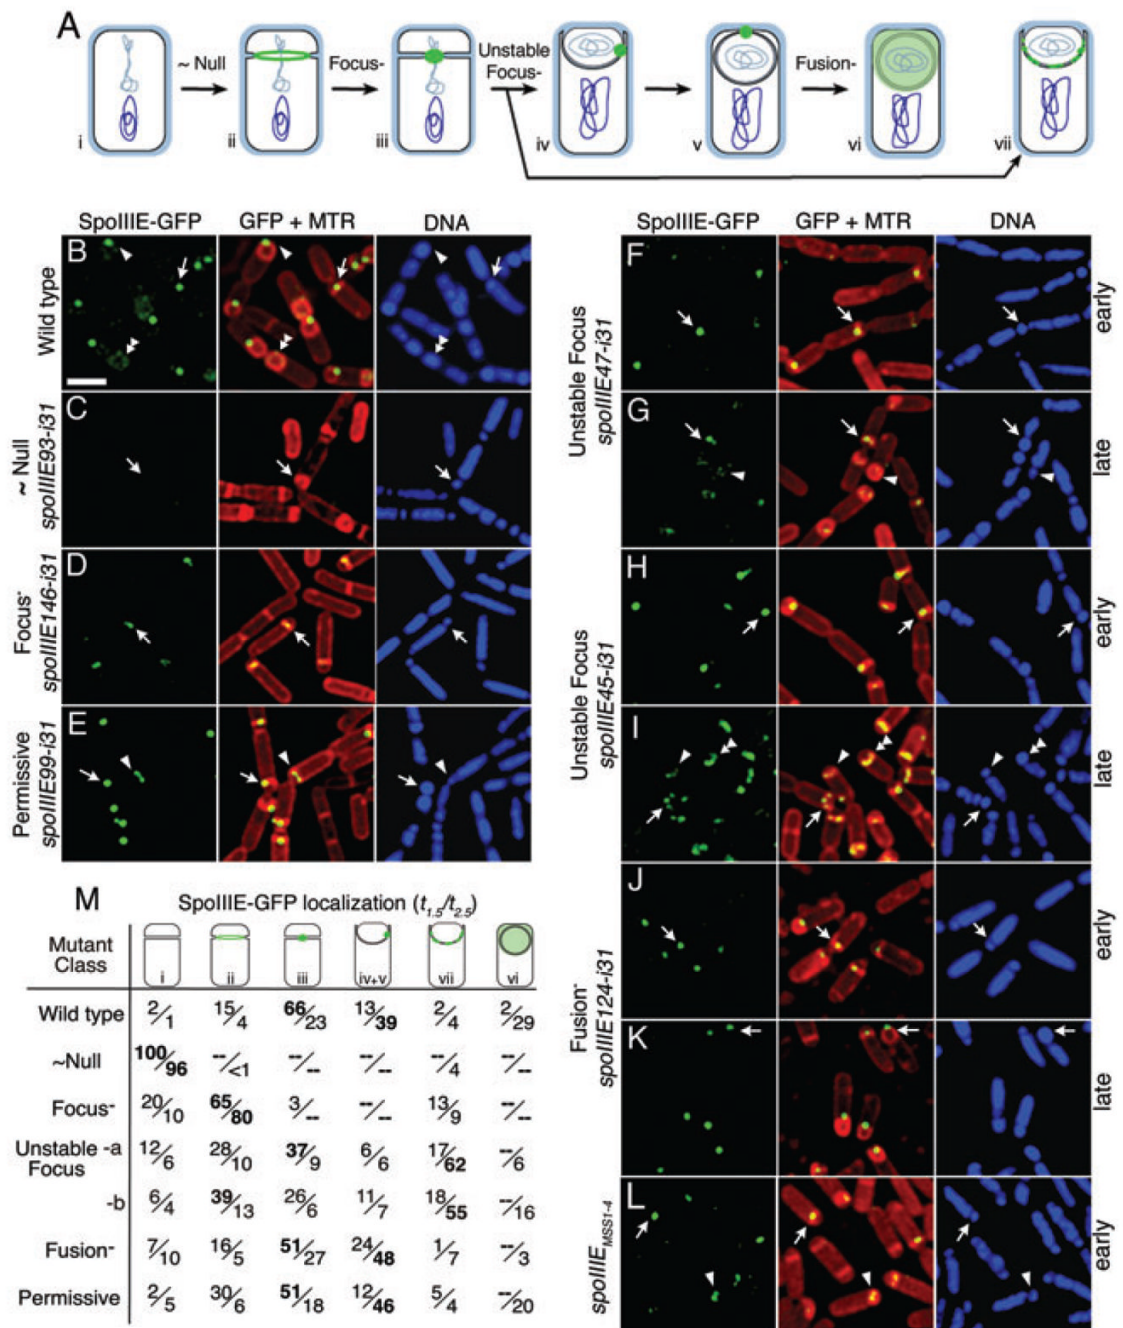 A
~ Null
Focus-
Unstable
Focus-
Fusion-
i
ii
iii
iv
v
vi
vii
SpoIIIE-GFP
GFP + MTR
DNA
B
Wild type
C
~ Null
spoIIIE93-i31
D
Focus-
spoIIIE146-i31
E
Permissive
spoIIIE99-i31
SpoIIIE-GFP
GFP + MTR
DNA
F
early
Unstable Focus
spoIIIE47-i31
G
late
H
early
Unstable Focus
spoIIIE45-i31
I
late
J
early
Fusion-
spoIIIE124-i31
K
late
L
spoIIIE MSS1-4
early
M
SpoIIIE-GFP localization (t1.5/t2.5)
Mutant
Class
i ii iii iv+v vii vi
Wild type 2/1 15/4 66/23 13/39 2/4 2/29
~Null 100/96 --/<1 --/-- --/-- --/4 --/--
Focus- 20/10 65/80 3/-- --/-- 13/9 --/--
Unstable -a 12/6 28/10 37/9 6/6 17/62 --/6
Focus
-b 6/4 39/13 26/6 11/7 18/55 --/16
Fusion- 7/10 16/5 51/27 24/48 1/7 --/3
Permissive 2/5 30/6 51/18 12/46 5/4 --/20